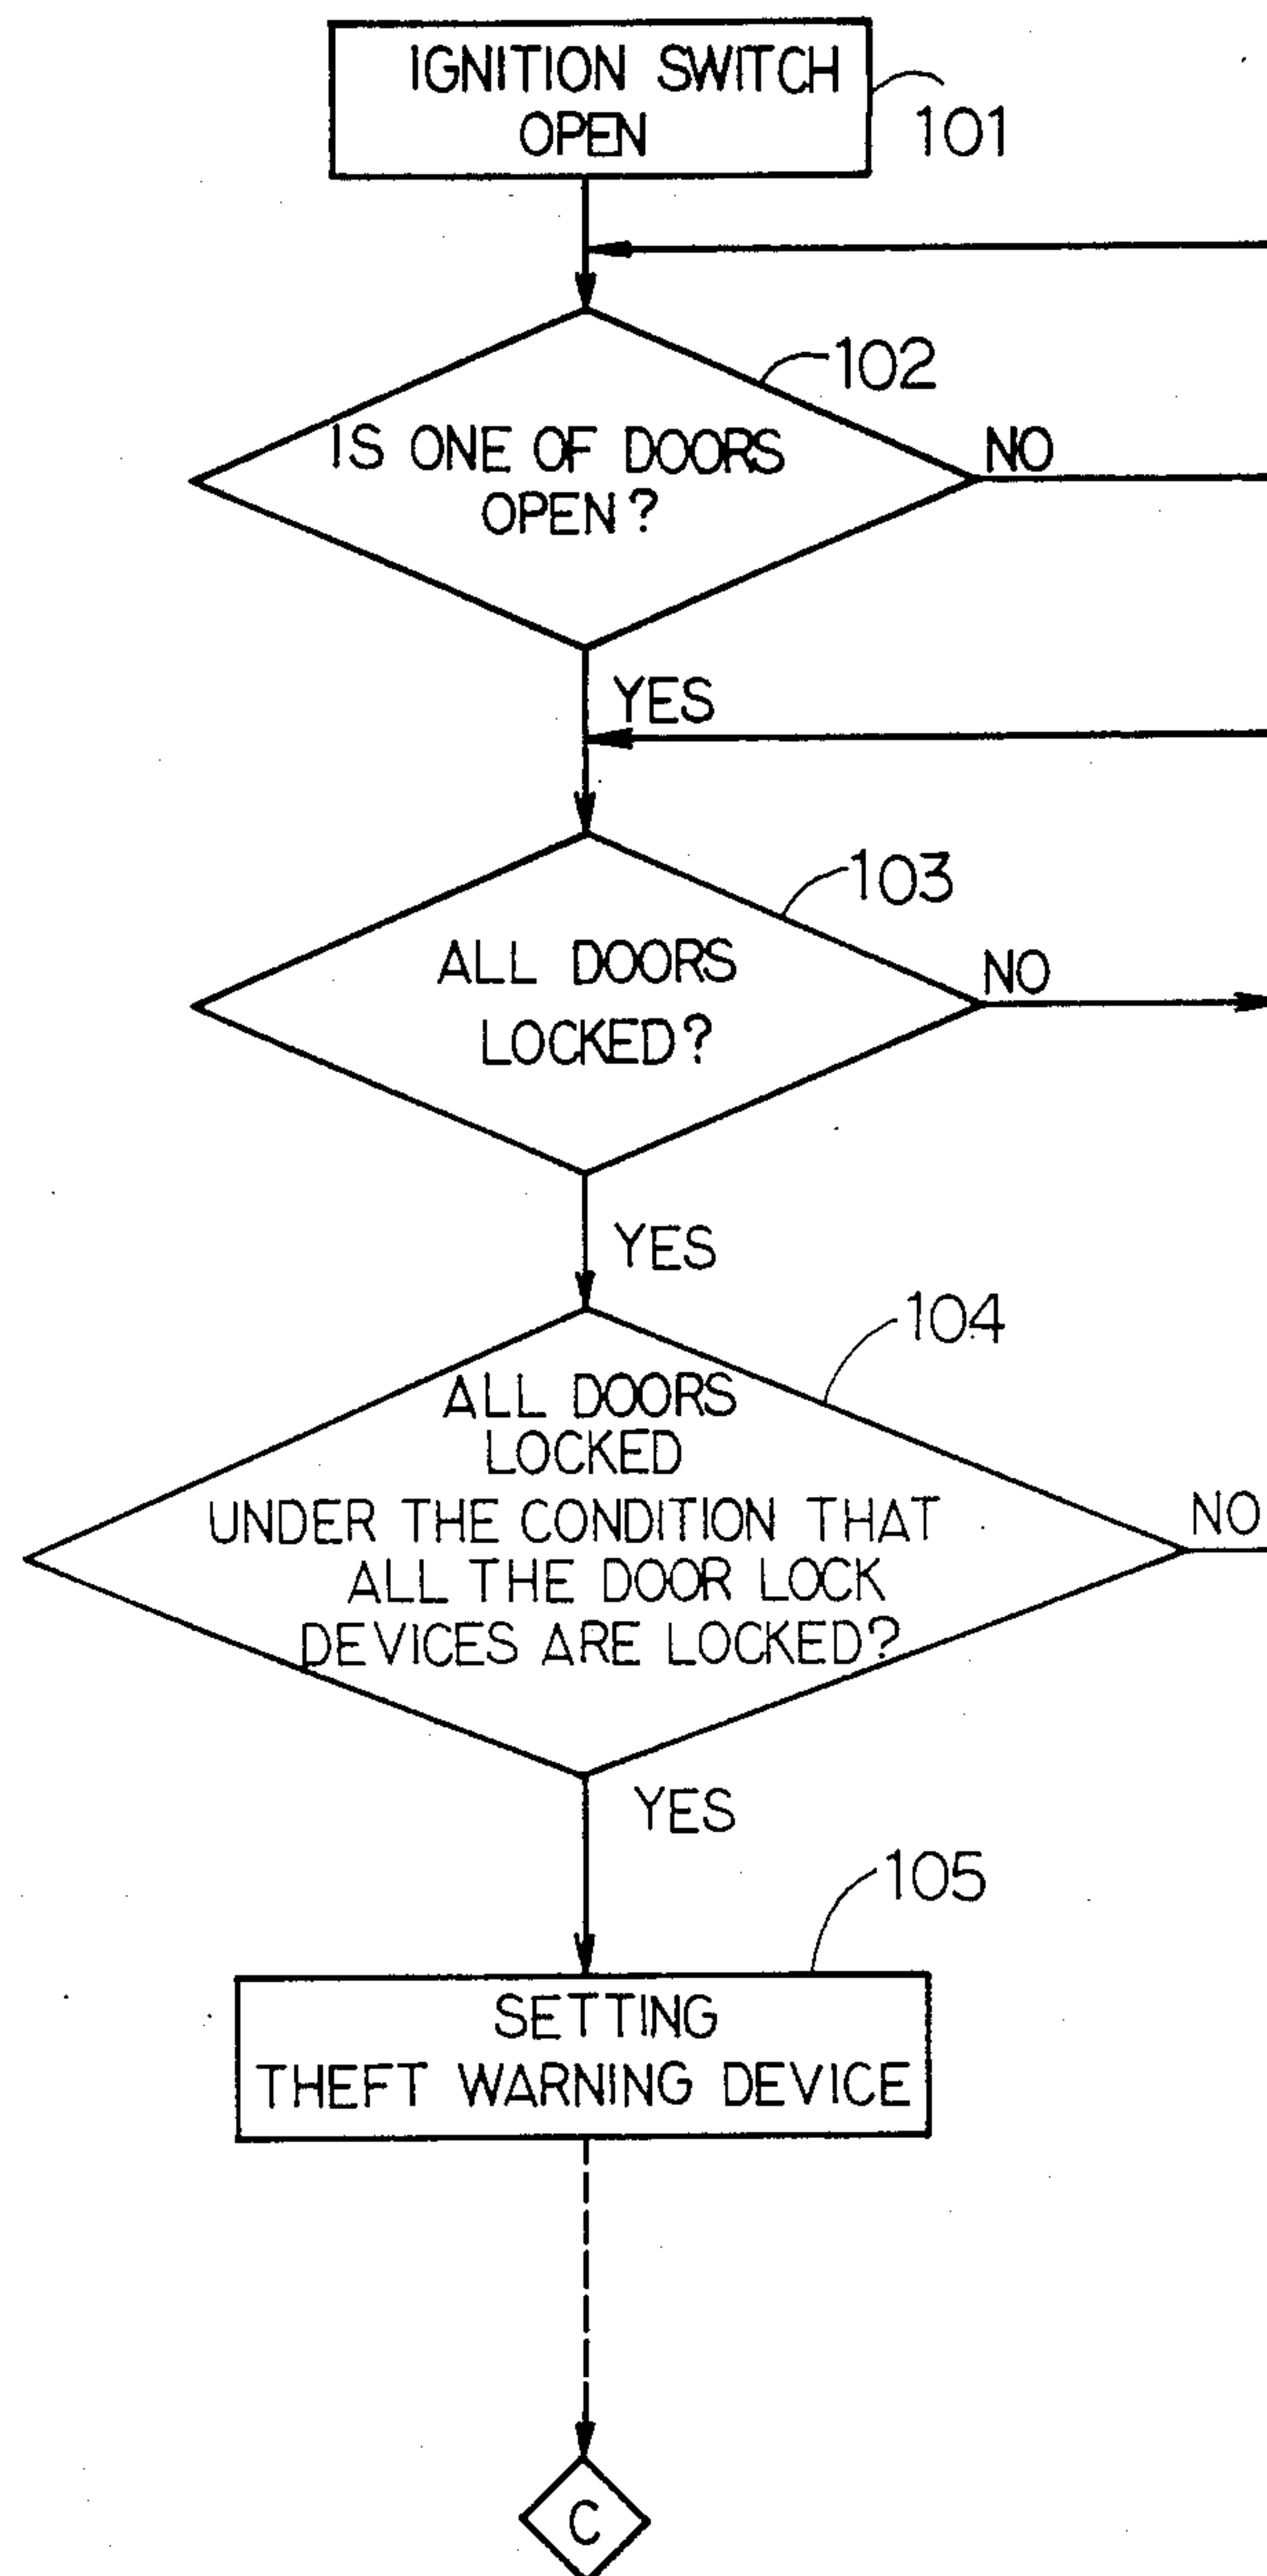 IGNITION SWITCH
OPEN
101
102
IS ONE OF DOORS
OPEN?
NO
YES
103
ALL DOORS
LOCKED?
NO
YES
104
ALL DOORS
LOCKED
UNDER THE CONDITION THAT
ALL THE DOOR LOCK
DEVICES ARE LOCKED?
NO
YES
105
SETTING
THEFT WARNING DEVICE
C